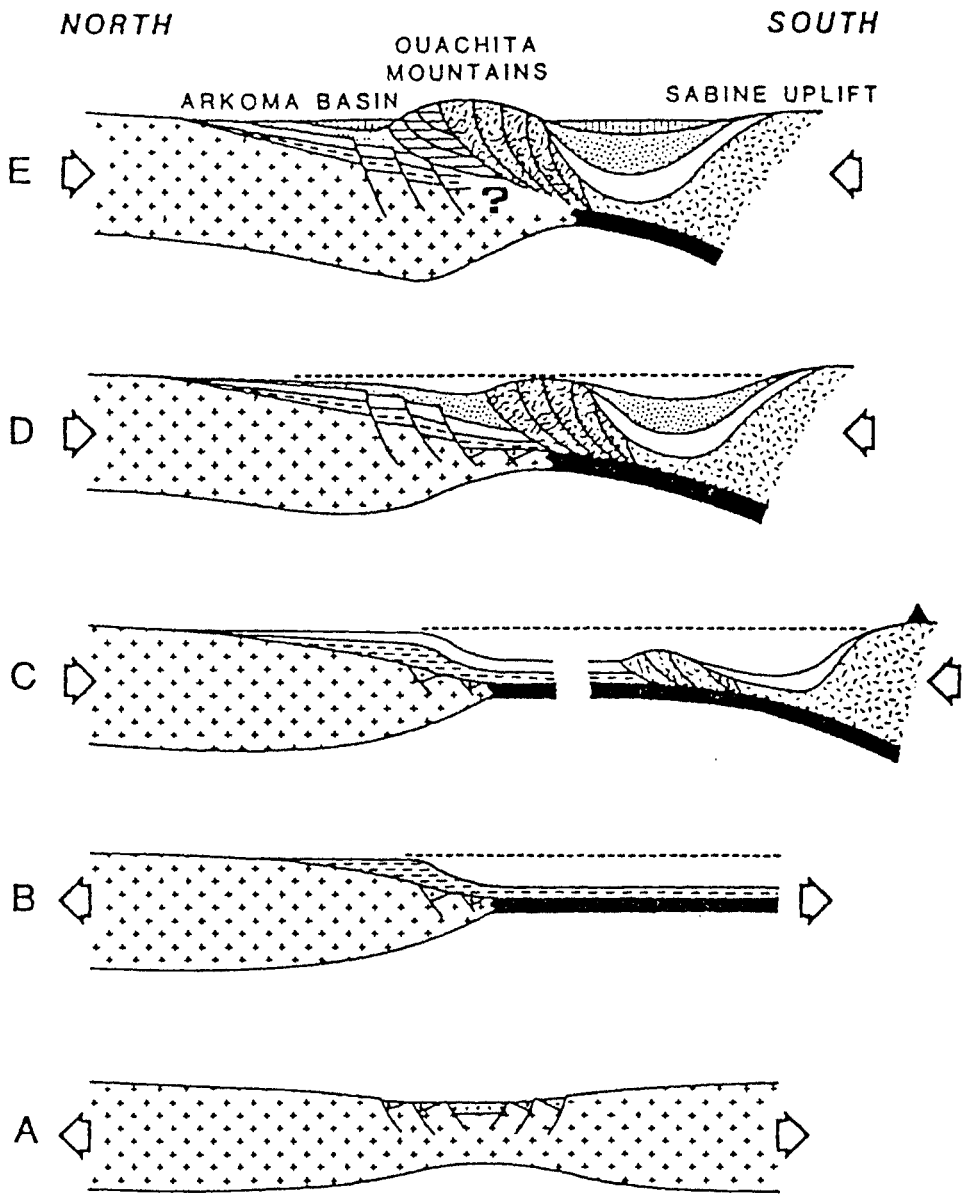 NORTH
SOUTH
OUACHITA
MOUNTAINS
ARKOMA BASIN
SABINE UPLIFT
E
?
D
C
B
A